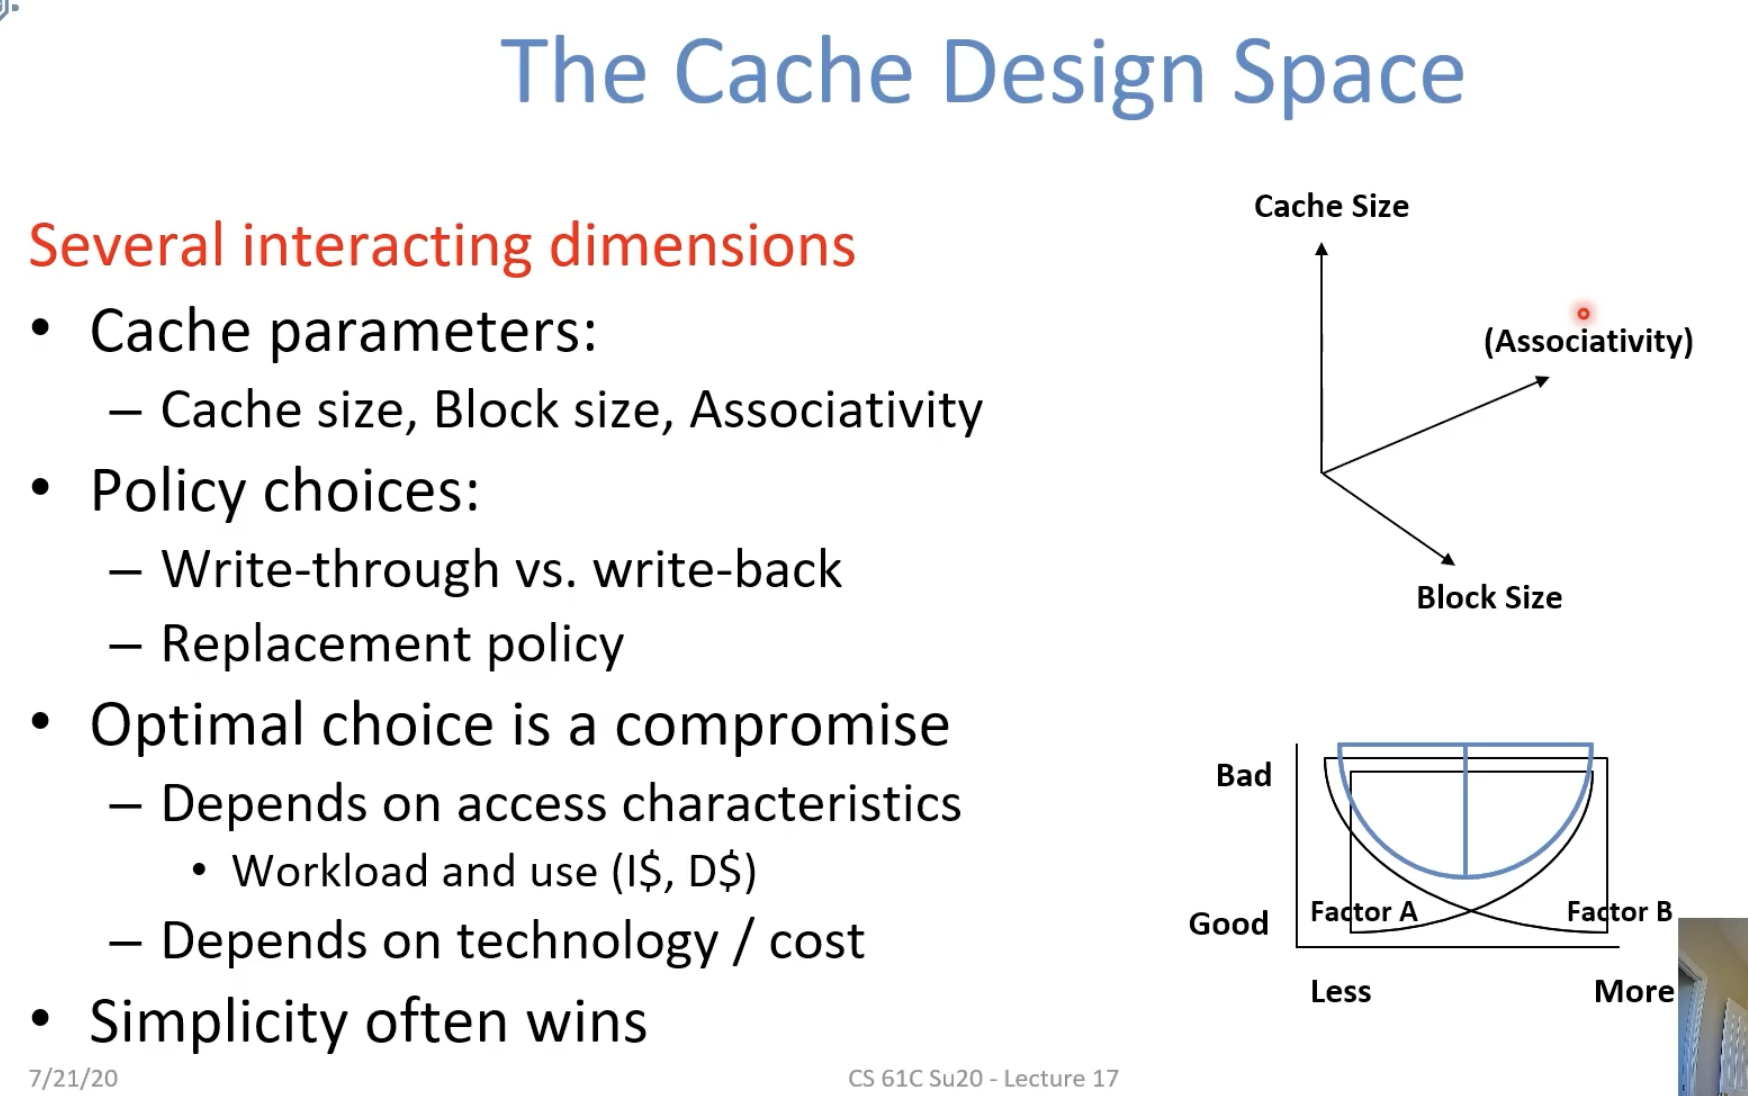 The Cache Design Space
Several interacting dimensions
• Cache parameters:
– Cache size, Block size, Associativity
• Policy choices:
– Write-through vs. write-back
– Replacement policy
• Optimal choice is a compromise
– Depends on access characteristics
• Workload and use (I$, D$)
– Depends on technology / cost
• Simplicity often wins
Cache Size
(Associativity)
Block Size
Bad
Good
Factor A
Factor B
Less
More
7/21/20
CS 61C Su20 - Lecture 17